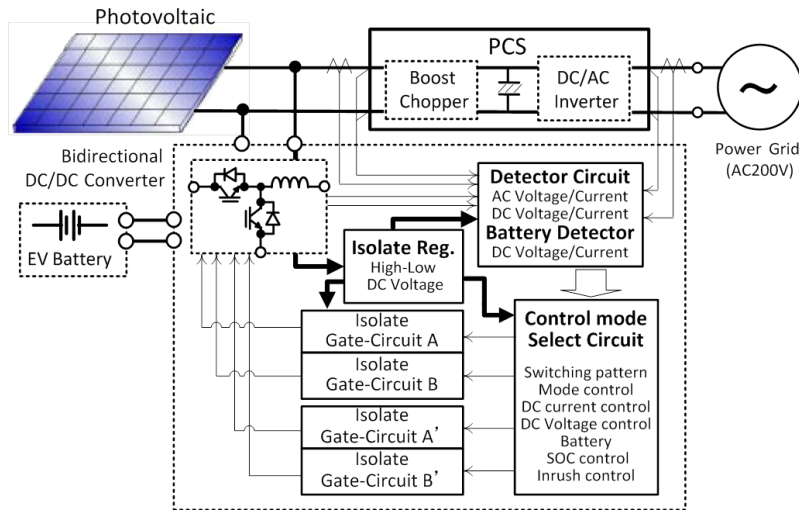 Photovoltaic
PCS
Boost
Chopper
DC/AC
Inverter
Power Grid
(AC200V)
Bidirectional
DC/DC Converter
EV Battery
Detector Circuit
AC Voltage/Current
DC Voltage/Current
Battery Detector
DC Voltage/Current
Isolate Reg.
High-Low
DC Voltage
Isolate
Gate-Circuit A
Isolate
Gate-Circuit B
Isolate
Gate-Circuit A’
Isolate
Gate-Circuit B’
Control mode
Select Circuit
Switching pattern
Mode control
DC current control
DC Voltage control
Battery
SOC control
Inrush control